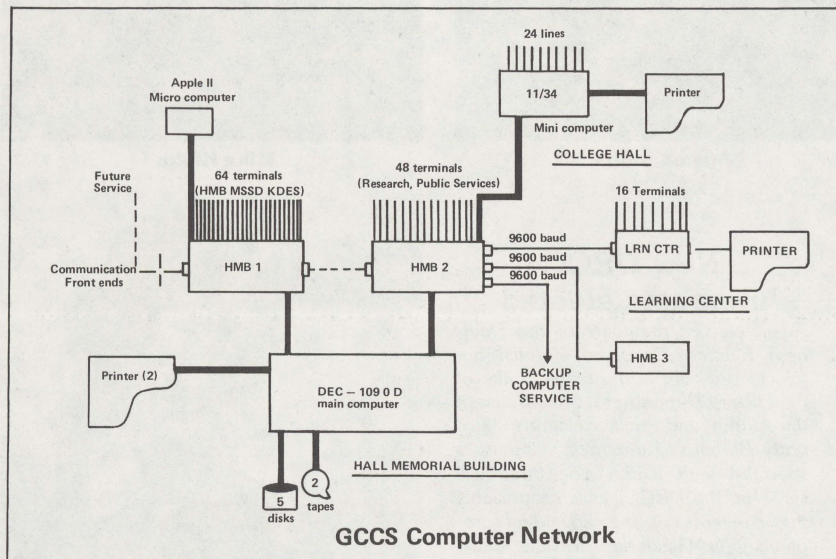 24 lines
Apple II
Micro computer
11/34
Printer
Mini computer
COLLEGE HALL
Future
Service
64 terminals
(HMB MSSD KDES)
48 terminals
(Research, Public Services)
16 Terminals
9600 baud
LRN CTR
PRINTER
HMB 1
HMB 2
9600 baud
Communication
Front ends
9600 baud
LEARNING CENTER
HMB 3
Printer (2)
DEC – 109 0 D
main computer
BACKUP
COMPUTER
SERVICE
HALL MEMORIAL BUILDING
5
disks
2
tapes
GCCS Computer Network